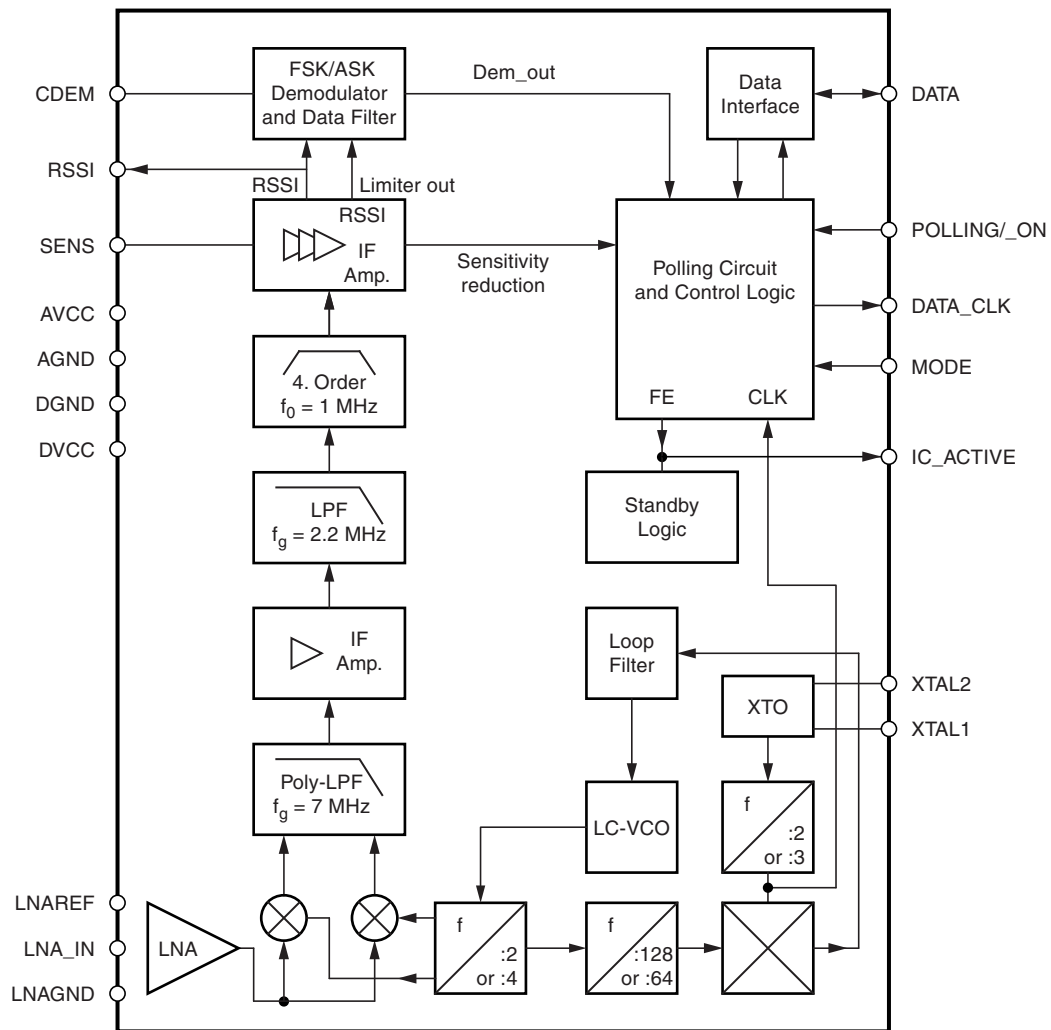 CDEM
RSSI
SENS
AVCC
AGND
DGND
DVCC
LNAREF
LNA_IN
LNAGND
FSK/ASK
Demodulator
and Data Filter
Dem_out
RSSI
Limiter out
RSSI
IF
Amp.
Sensitivity
reduction
4. Order
f0 = 1 MHz
LPF
fg = 2.2 MHz
IF
Amp.
Poly-LPF
fg = 7 MHz
LNA
Data
Interface
Polling Circuit
and Control Logic
FE
CLK
Standby
Logic
Loop
Filter
XTO
LC-VCO
f
:2
or :3
f
:2
or :4
f
:128
or :64
DATA
POLLING/_ON
DATA_CLK
MODE
IC_ACTIVE
XTAL2
XTAL1